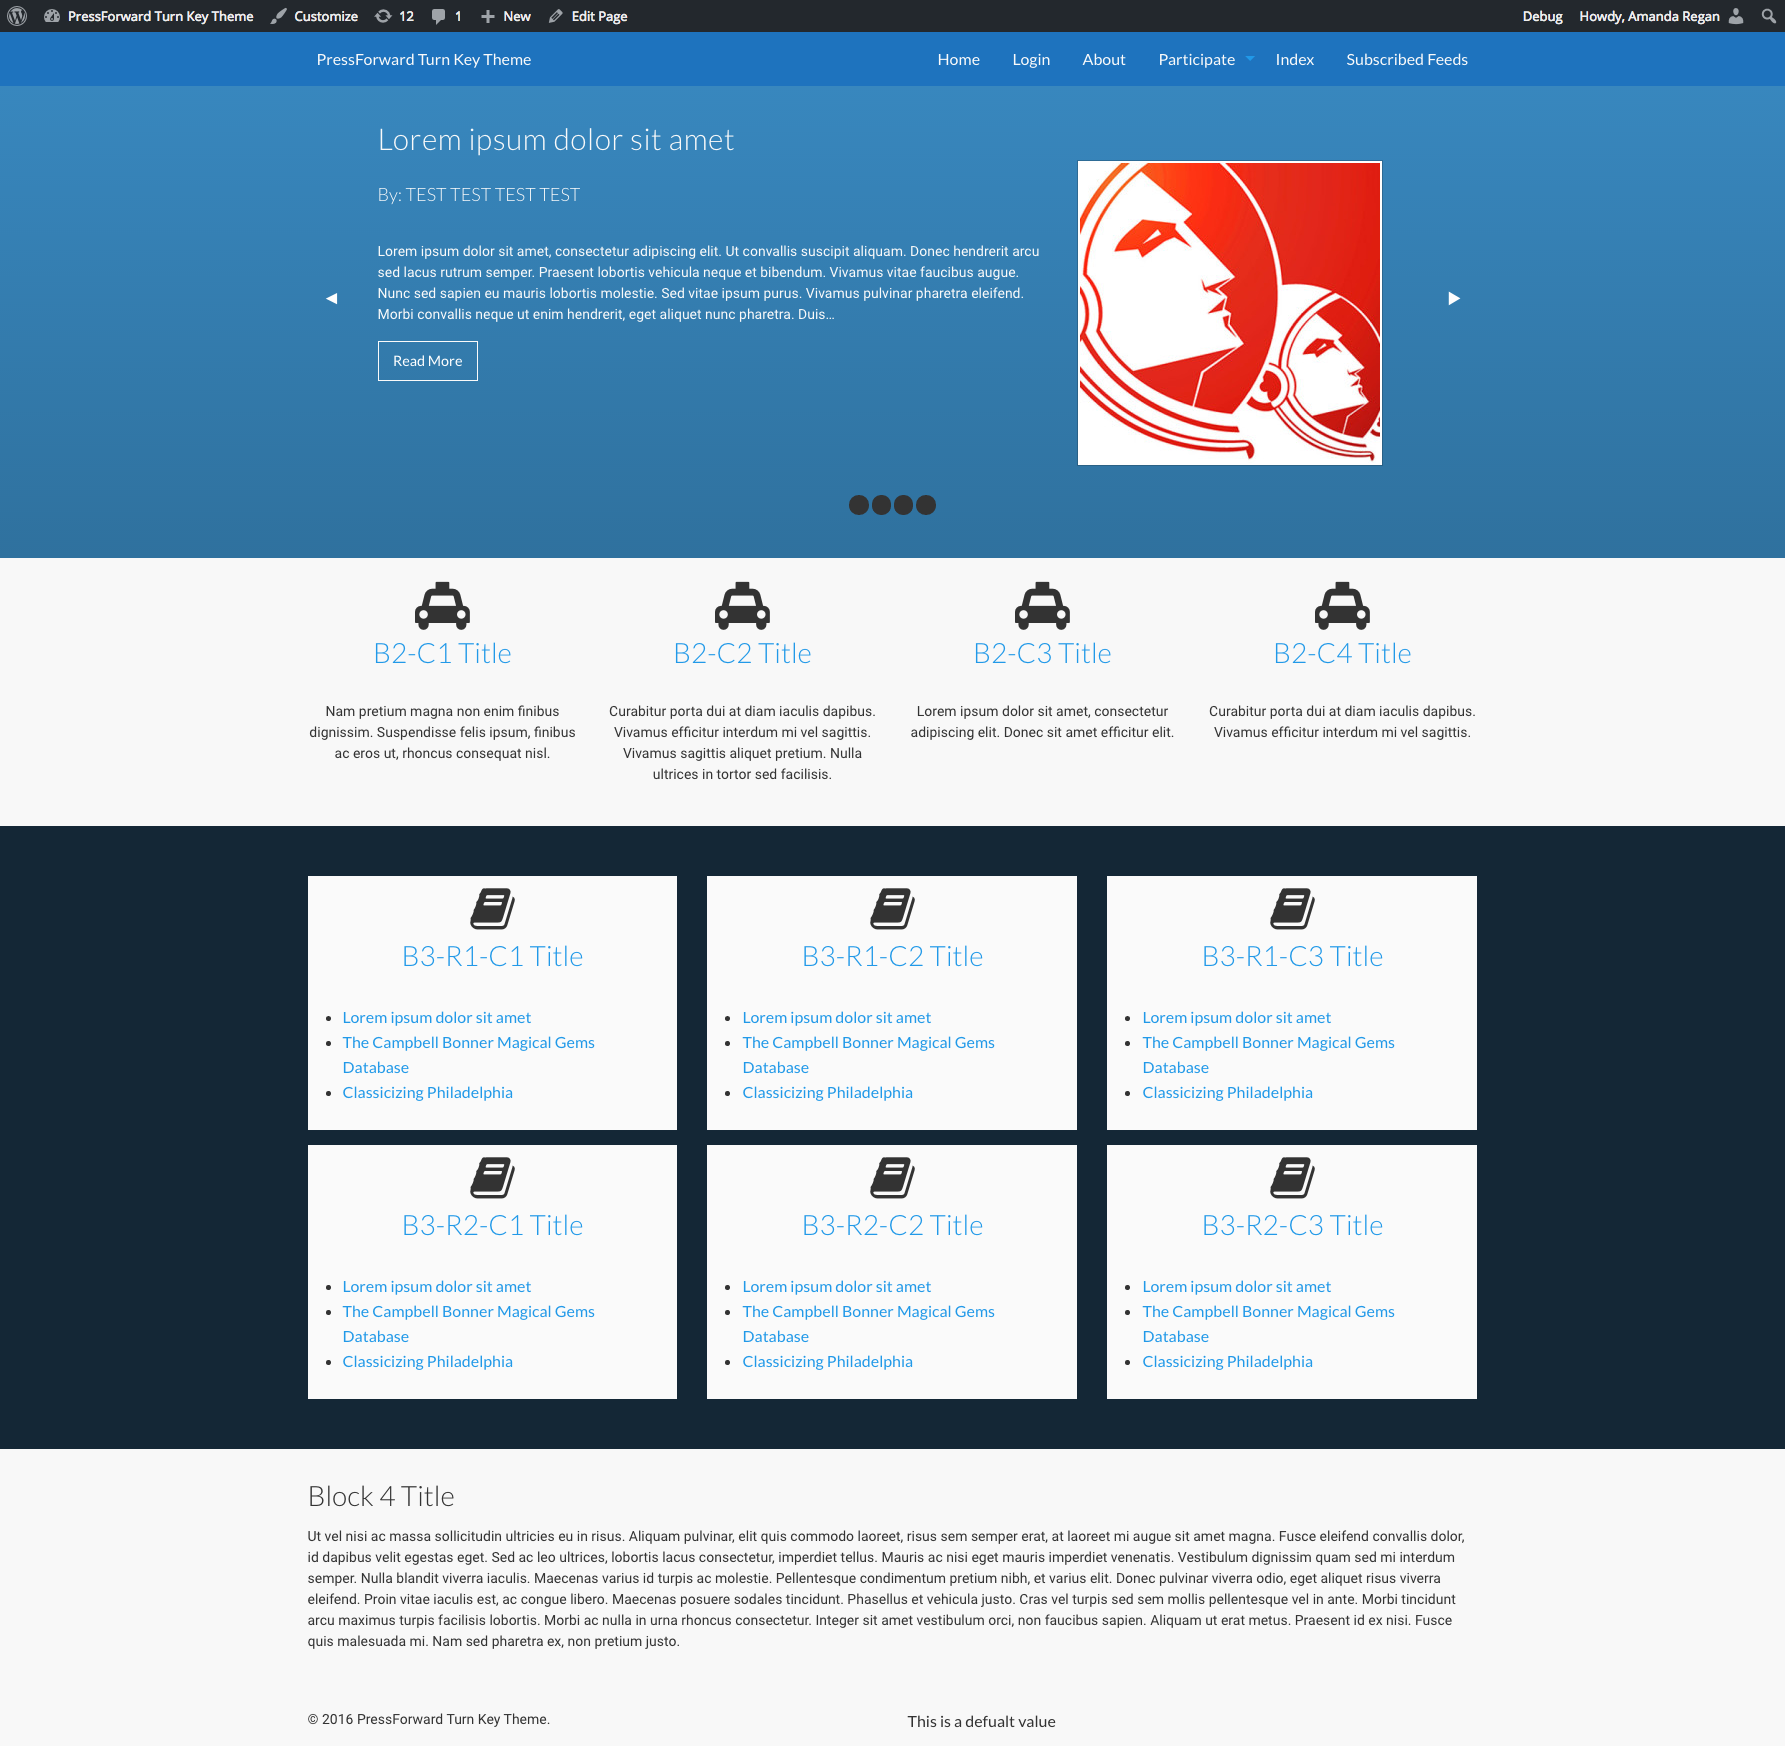 PressForward Turn Key Theme Customize 12 1 New Edit Page Debug Howdy, Amanda Regan
PressForward Turn Key Theme Home Login About Participate Index Subscribed Feeds
Lorem ipsum dolor sit amet
By: TEST TEST TEST TEST
Lorem ipsum dolor sit amet, consectetur adipiscing elit. Ut convallis suscipit aliquam. Donec hendrerit arcu
sed lacus rutrum semper. Praesent lobortis vehicula neque et bibendum. Vivamus vitae faucibus augue.
Nunc sed sapien eu mauris lobortis molestie. Sed vitae ipsum purus. Vivamus pulvinar pharetra eleifend.
Morbi convallis neque ut enim hendrerit, eget aliquet nunc pharetra. Duis…
Read More
B2-C1 Title
Nam pretium magna non enim finibus
dignissim. Suspendisse felis ipsum, finibus
ac eros ut, rhoncus consequat nisl.
B2-C2 Title
Curabitur porta dui at diam iaculis dapibus.
Vivamus efficitur interdum mi vel sagittis.
Vivamus sagittis aliquet pretium. Nulla
ultrices in tortor sed facilisis.
B2-C3 Title
Lorem ipsum dolor sit amet, consectetur
adipiscing elit. Donec sit amet efficitur elit.
B2-C4 Title
Curabitur porta dui at diam iaculis dapibus.
Vivamus efficitur interdum mi vel sagittis.
B3-R1-C1 Title
Lorem ipsum dolor sit amet
The Campbell Bonner Magical Gems
Database
Classicizing Philadelphia
B3-R1-C2 Title
Lorem ipsum dolor sit amet
The Campbell Bonner Magical Gems
Database
Classicizing Philadelphia
B3-R1-C3 Title
Lorem ipsum dolor sit amet
The Campbell Bonner Magical Gems
Database
Classicizing Philadelphia
B3-R2-C1 Title
Lorem ipsum dolor sit amet
The Campbell Bonner Magical Gems
Database
Classicizing Philadelphia
B3-R2-C2 Title
Lorem ipsum dolor sit amet
The Campbell Bonner Magical Gems
Database
Classicizing Philadelphia
B3-R2-C3 Title
Lorem ipsum dolor sit amet
The Campbell Bonner Magical Gems
Database
Classicizing Philadelphia
Block 4 Title
Ut vel nisi ac massa sollicitudin ultricies eu in risus. Aliquam pulvinar, elit quis commodo laoreet, risus sem semper erat, at laoreet mi augue sit amet magna. Fusce eleifend convallis dolor,
id dapibus velit egestas eget. Sed ac leo ultrices, lobortis lacus consectetur, imperdiet tellus. Mauris ac nisi eget mauris imperdiet venenatis. Vestibulum dignissim quam sed mi interdum
semper. Nulla blandit viverra iaculis. Maecenas varius id turpis ac molestie. Pellentesque condimentum pretium nibh, et varius elit. Donec pulvinar viverra odio, eget aliquet risus viverra
eleifend. Proin vitae iaculis est, ac congue libero. Maecenas posuere sodales tincidunt. Phasellus et vehicula justo. Cras vel turpis sed sem mollis pellentesque vel in ante. Morbi tincidunt
arcu maximus turpis facilisis lobortis. Morbi ac nulla in urna rhoncus consectetur. Integer sit amet vestibulum orci, non faucibus sapien. Aliquam ut erat metus. Praesent id ex nisi. Fusce
quis malesuada mi. Nam sed pharetra ex, non pretium justo.
© 2016 PressForward Turn Key Theme.
This is a defualt value